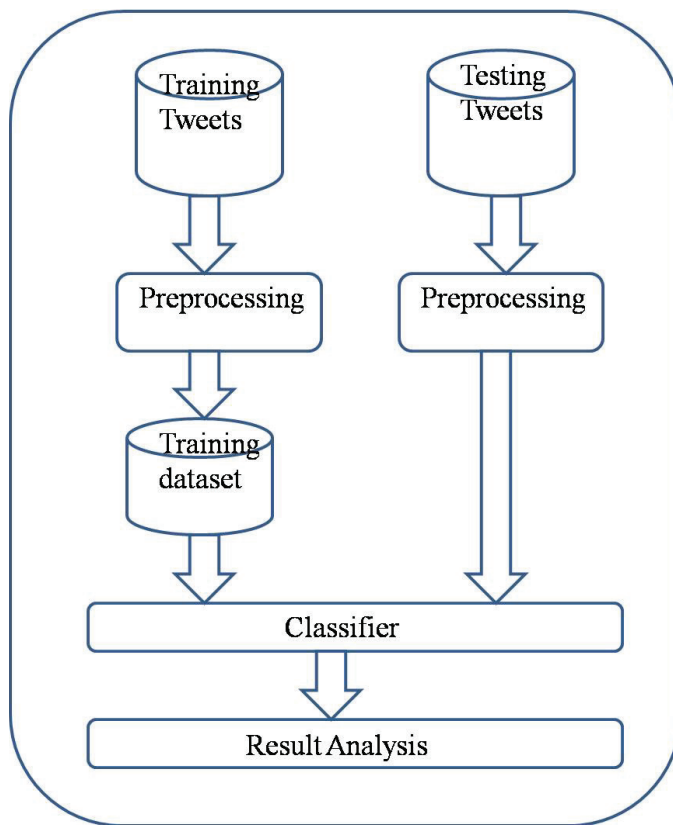 Training
Tweets
Testing
Tweets
Preprocessing
Preprocessing
Training
dataset
Classifier
Result Analysis